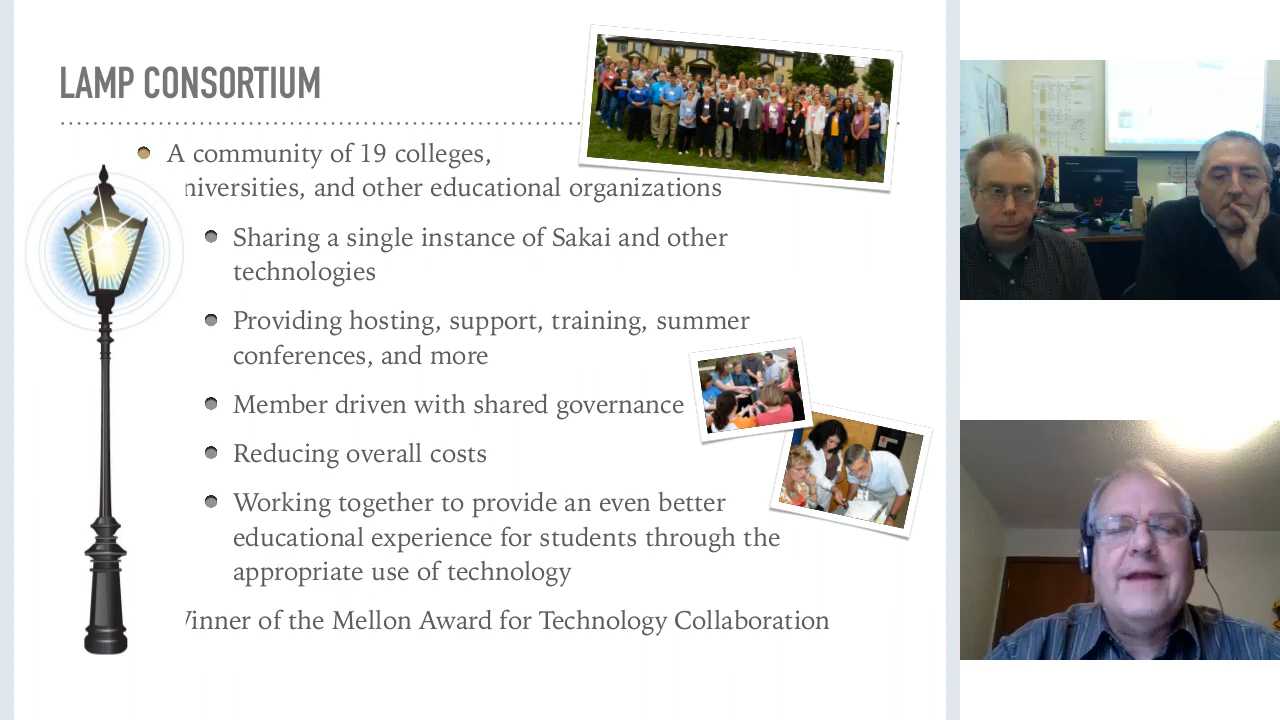 LAMP CONSORTIUM
A community of 19 colleges,
niversities, and other educational organizations
Sharing a single instance of Sakai and other
technologies
Providing hosting, support, training, summer
conferences, and more
Member driven with shared governance
Reducing overall costs
Working together to provide an even better
educational experience for students through the
appropriate use of technology
inner of the Mellon Award for Technology Collaboration